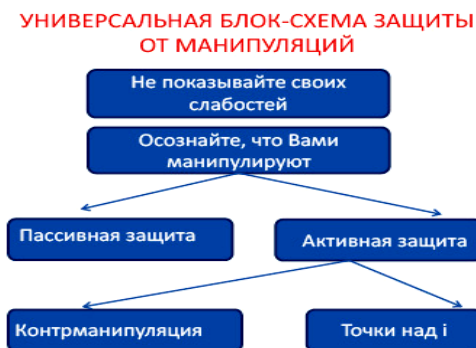 УНИВЕРСАЛЬНАЯ БЛОК-СХЕМА ЗАЩИТЫ
ОТ МАНИПУЛЯЦИЙ
Не показывайте своих
слабостей
Осознайте, что Вами
манипулируют
Пассивная защита
Активная защита
Контрманипуляция
Точки над i